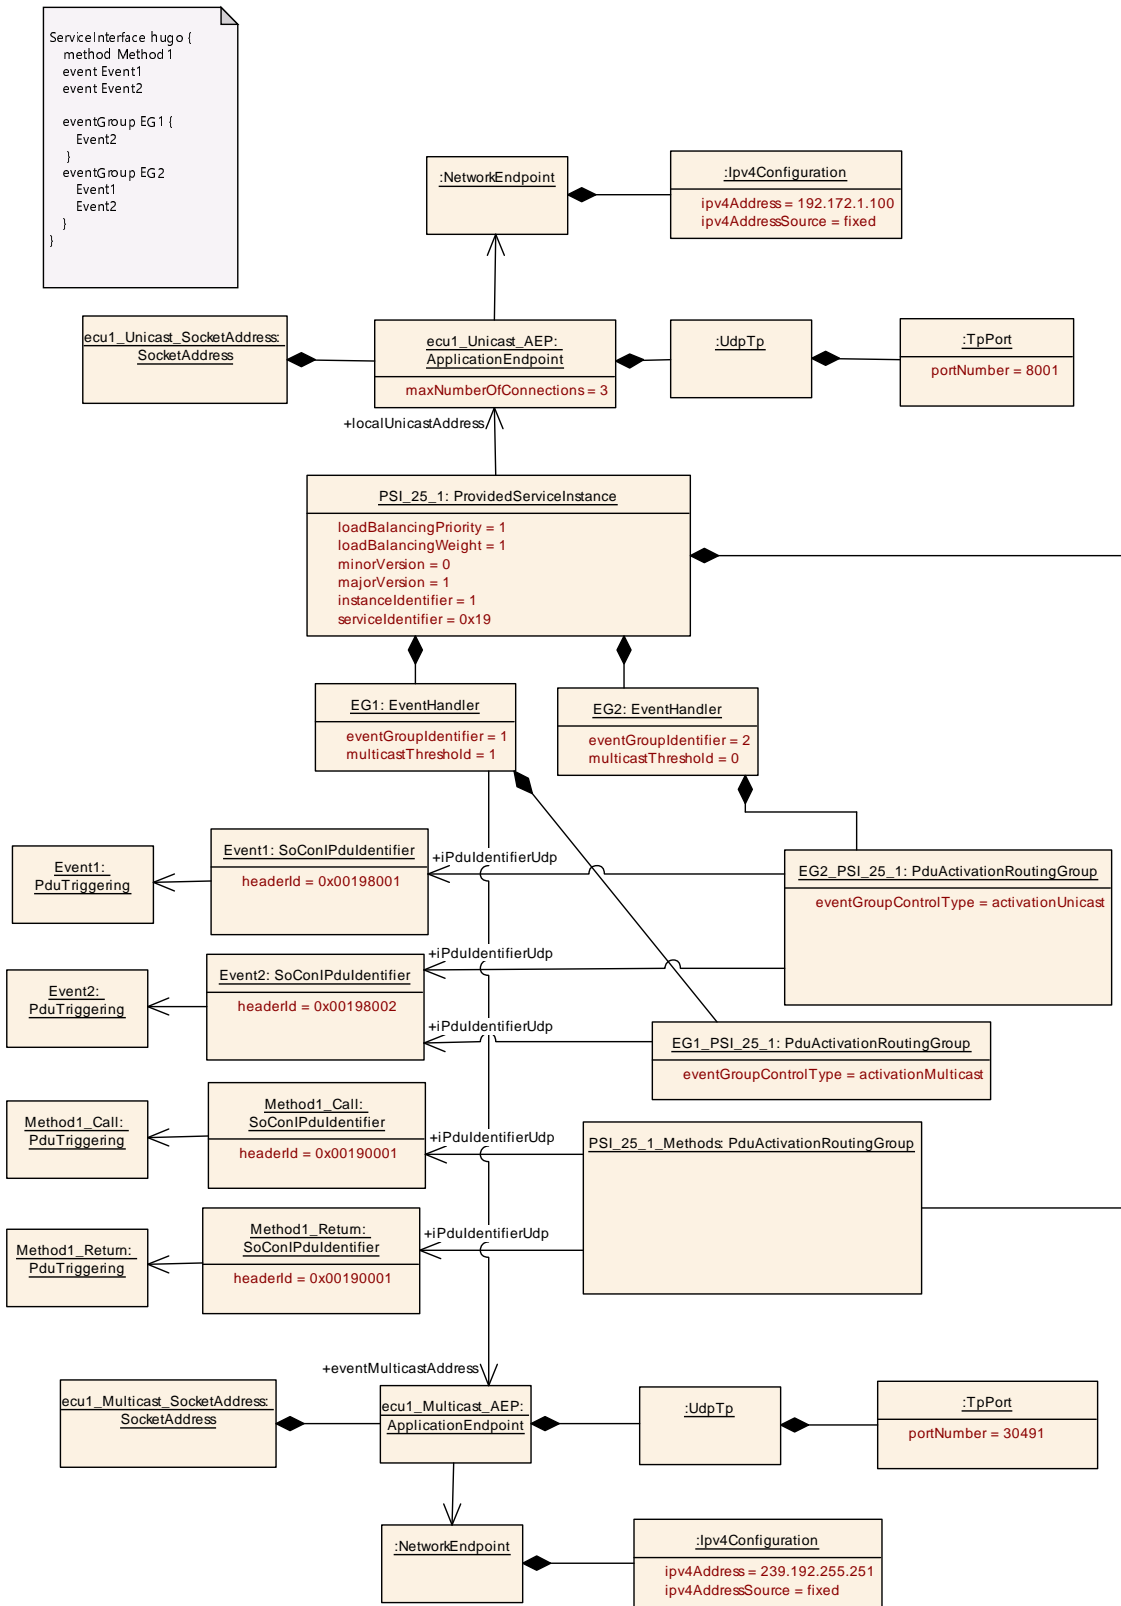 ServiceInterface hugo {
method Method1
event Event1
event Event2
eventGroup EG1 {
Event2
}
eventGroup EG2
Event1
Event2
}
}
:NetworkEndpoint
:Ipv4Configuration
ipv4Address = 192.172.1.100
ipv4AddressSource = fixed
ecu1_Unicast_SocketAddress:
SocketAddress
ecu1_Unicast_AEP:
ApplicationEndpoint
maxNumberOfConnections = 3
:UdpTp
:TpPort
portNumber = 8001
+localUnicastAddress
PSI_25_1: ProvidedServiceInstance
loadBalancingPriority = 1
loadBalancingWeight = 1
minorVersion = 0
majorVersion = 1
instanceIdentifier = 1
serviceIdentifier = 0x19
EG1: EventHandler
eventGroupIdentifier = 1
multicastThreshold = 1
EG2: EventHandler
eventGroupIdentifier = 2
multicastThreshold = 0
Event1:
PduTriggering
Event1: SoConIPduIdentifier
headerId = 0x00198001
+iPduIdentifierUdp
EG2_PSI_25_1: PduActivationRoutingGroup
eventGroupControlType = activationUnicast
Event2:
PduTriggering
Event2: SoConIPduIdentifier
headerId = 0x00198002
+iPduIdentifierUdp
+iPduIdentifierUdp
EG1_PSI_25_1: PduActivationRoutingGroup
eventGroupControlType = activationMulticast
Method1_Call:
PduTriggering
Method1_Call:
SoConIPduIdentifier
headerId = 0x00190001
+iPduIdentifierUdp
PSI_25_1_Methods: PduActivationRoutingGroup
Method1_Return:
PduTriggering
Method1_Return:
SoConIPduIdentifier
headerId = 0x00190001
+iPduIdentifierUdp
+eventMulticastAddress
ecu1_Multicast_SocketAddress:
SocketAddress
ecu1_Multicast_AEP:
ApplicationEndpoint
:UdpTp
:TpPort
portNumber = 30491
:NetworkEndpoint
:Ipv4Configuration
ipv4Address = 239.192.255.251
ipv4AddressSource = fixed